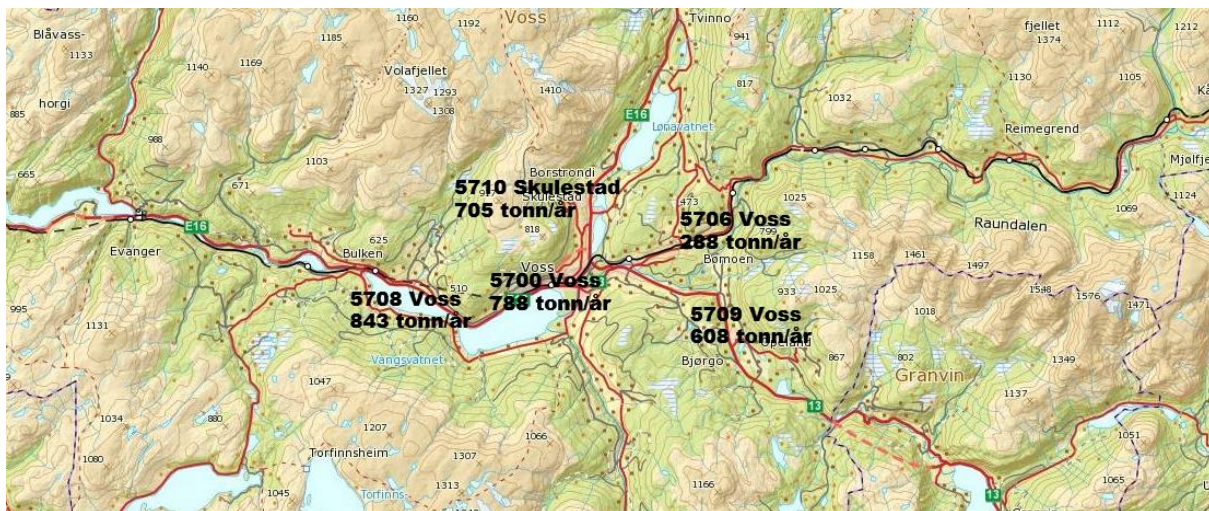 1160
Voss
Tvinno
fjellet
1112
1212
Blåvass-
1133
1185
1192
941
1374
1140
1169
Volafjellet
1327
1293
1308
1410
817
1130
1105
horgi
885
1032
E16
Lønavatnet
Reimegrend
988
1103
Borstrondi
Mjølfje
665
671
5710 Skulestad
705 tonn/år
Skulestad
473
1025
1124
818
5706 Voss
288 tonn/år
799
1069
Raundalen
E16
625
Evanger
Bulken
Voss
Bømoen
1158
1461
1497
5700 Voss
788 tonn/år
510
5708 Voss
843 tonn/år
933
1025
1548
1576
1471
995
1131
5709 Voss
608 tonn/år
1018
Vangsvatnet
Bjørgo
867
802
1349
1047
Granvin
1034
880
1137
13
1207
1066
1051
Torfinnsheim
1307
1080
1045
1313
1166
1065
Torfinns-
13